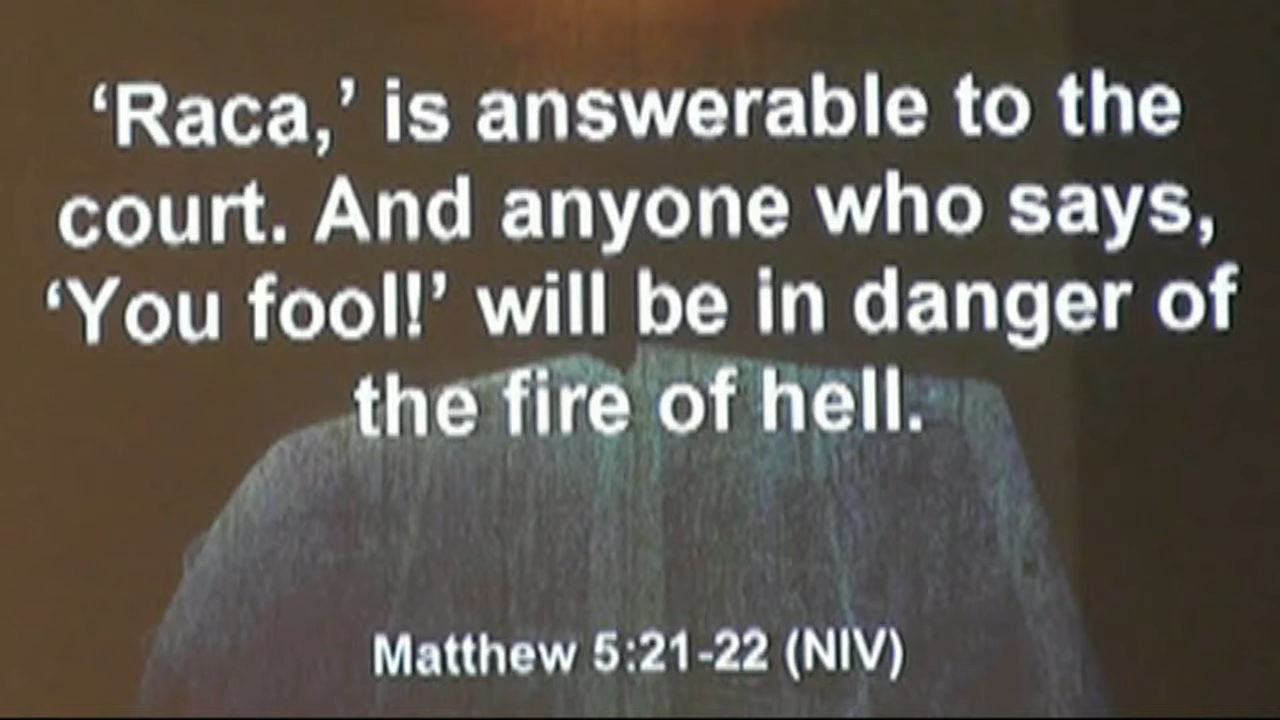 ‘Raca,’ is answerable to the
court. And anyone who says,
‘You fool!’ will be in danger of
the fire of hell.
Matthew 5:21-22 (NIV)